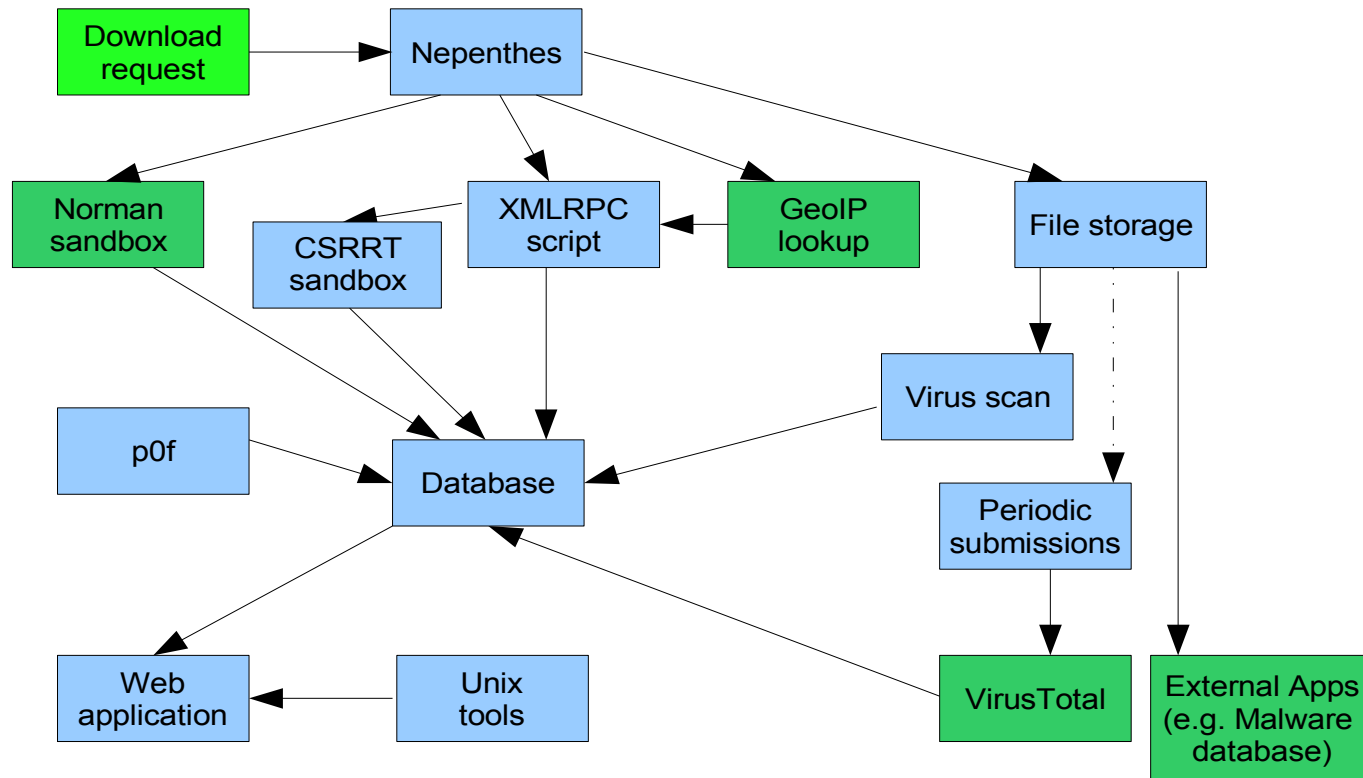 Download
request
Nepenthes
Norman
sandbox
CSRRT
sandbox
XMLRPC
script
GeoIP
lookup
File storage
Virus scan
p0f
Database
Periodic
submissions
Web
application
Unix
tools
VirusTotal
External Apps
(e.g. Malware .
database)